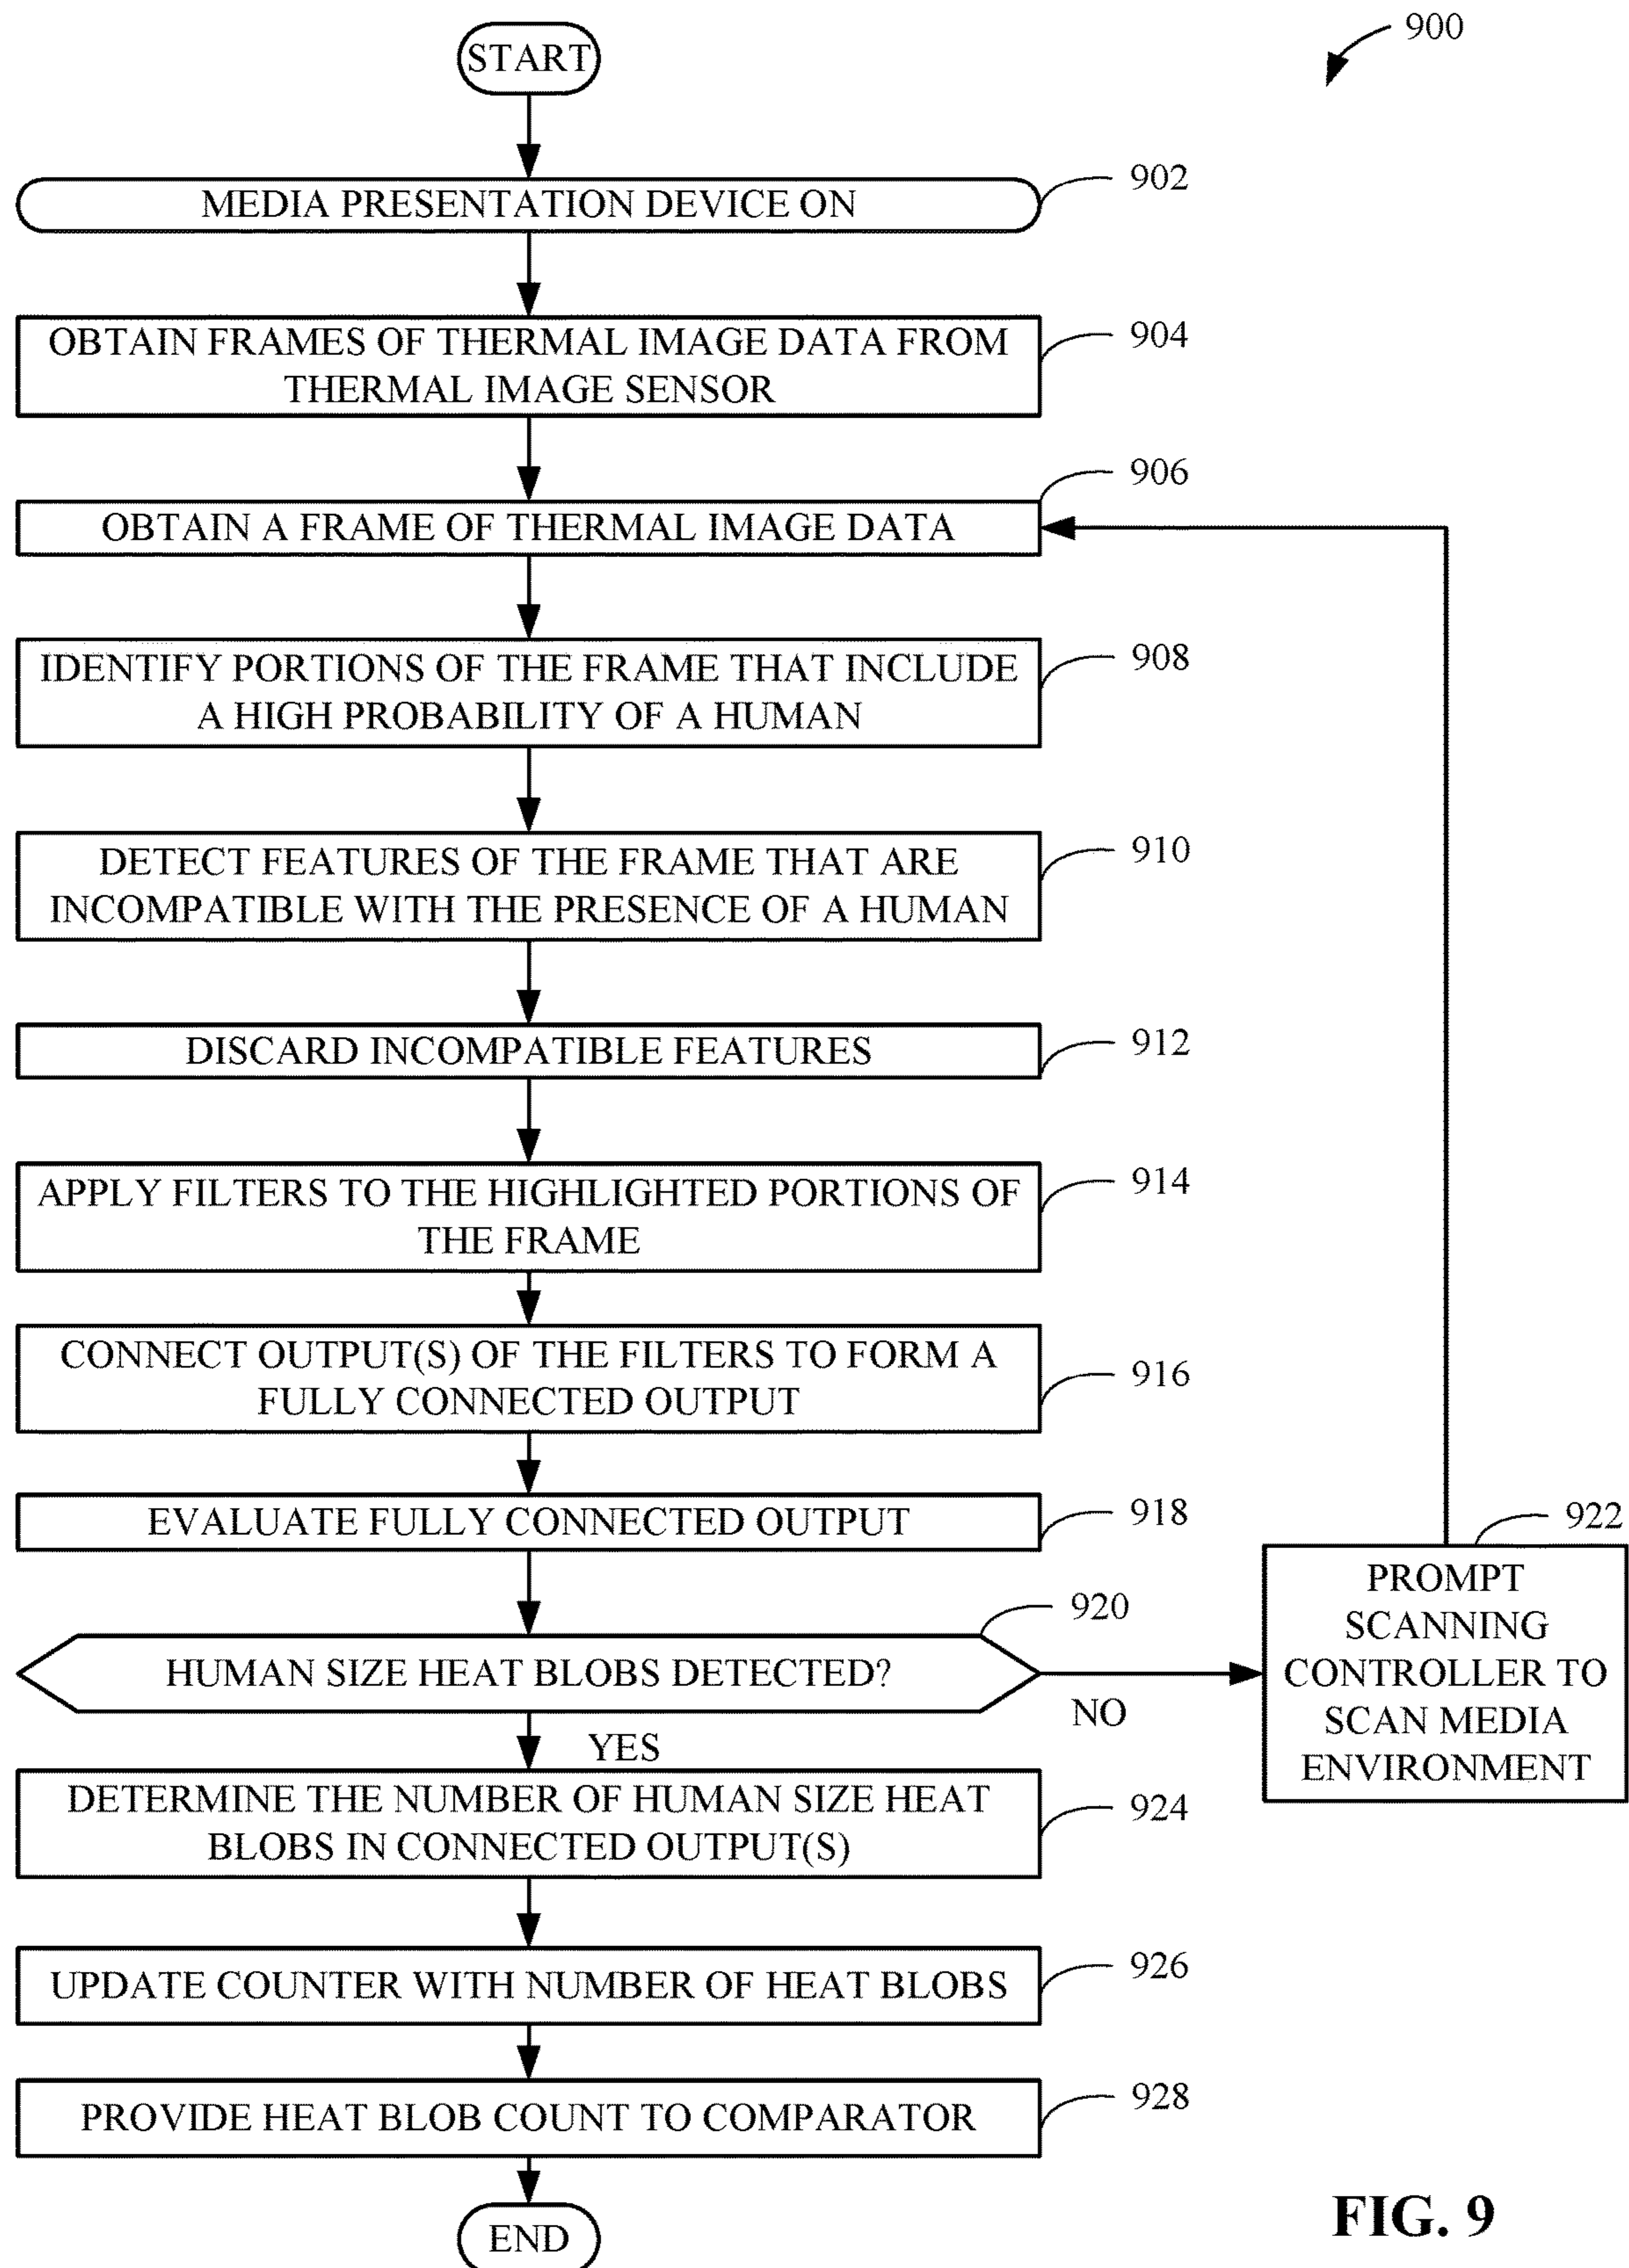 900
START
MEDIA PRESENTATION DEVICE ON
902
OBTAIN FRAMES OF THERMAL IMAGE DATA FROM
THERMAL IMAGE SENSOR
904
OBTAIN A FRAME OF THERMAL IMAGE DATA
906
IDENTIFY PORTIONS OF THE FRAME THAT INCLUDE
A HIGH PROBABILITY OF A HUMAN
908
DETECT FEATURES OF THE FRAME THAT ARE
INCOMPATIBLE WITH THE PRESENCE OF A HUMAN
910
DISCARD INCOMPATIBLE FEATURES
912
APPLY FILTERS TO THE HIGHLIGHTED PORTIONS OF
THE FRAME
914
CONNECT OUTPUT(S) OF THE FILTERS TO FORM A
FULLY CONNECTED OUTPUT
916
EVALUATE FULLY CONNECTED OUTPUT
918
HUMAN SIZE HEAT BLOBS DETECTED?
920
NO
YES
PROMPT
SCANNING
CONTROLLER TO
SCAN MEDIA
ENVIRONMENT
922
DETERMINE THE NUMBER OF HUMAN SIZE HEAT
BLOBS IN CONNECTED OUTPUT(S)
924
UPDATE COUNTER WITH NUMBER OF HEAT BLOBS
926
PROVIDE HEAT BLOB COUNT TO COMPARATOR
928
END
FIG. 9